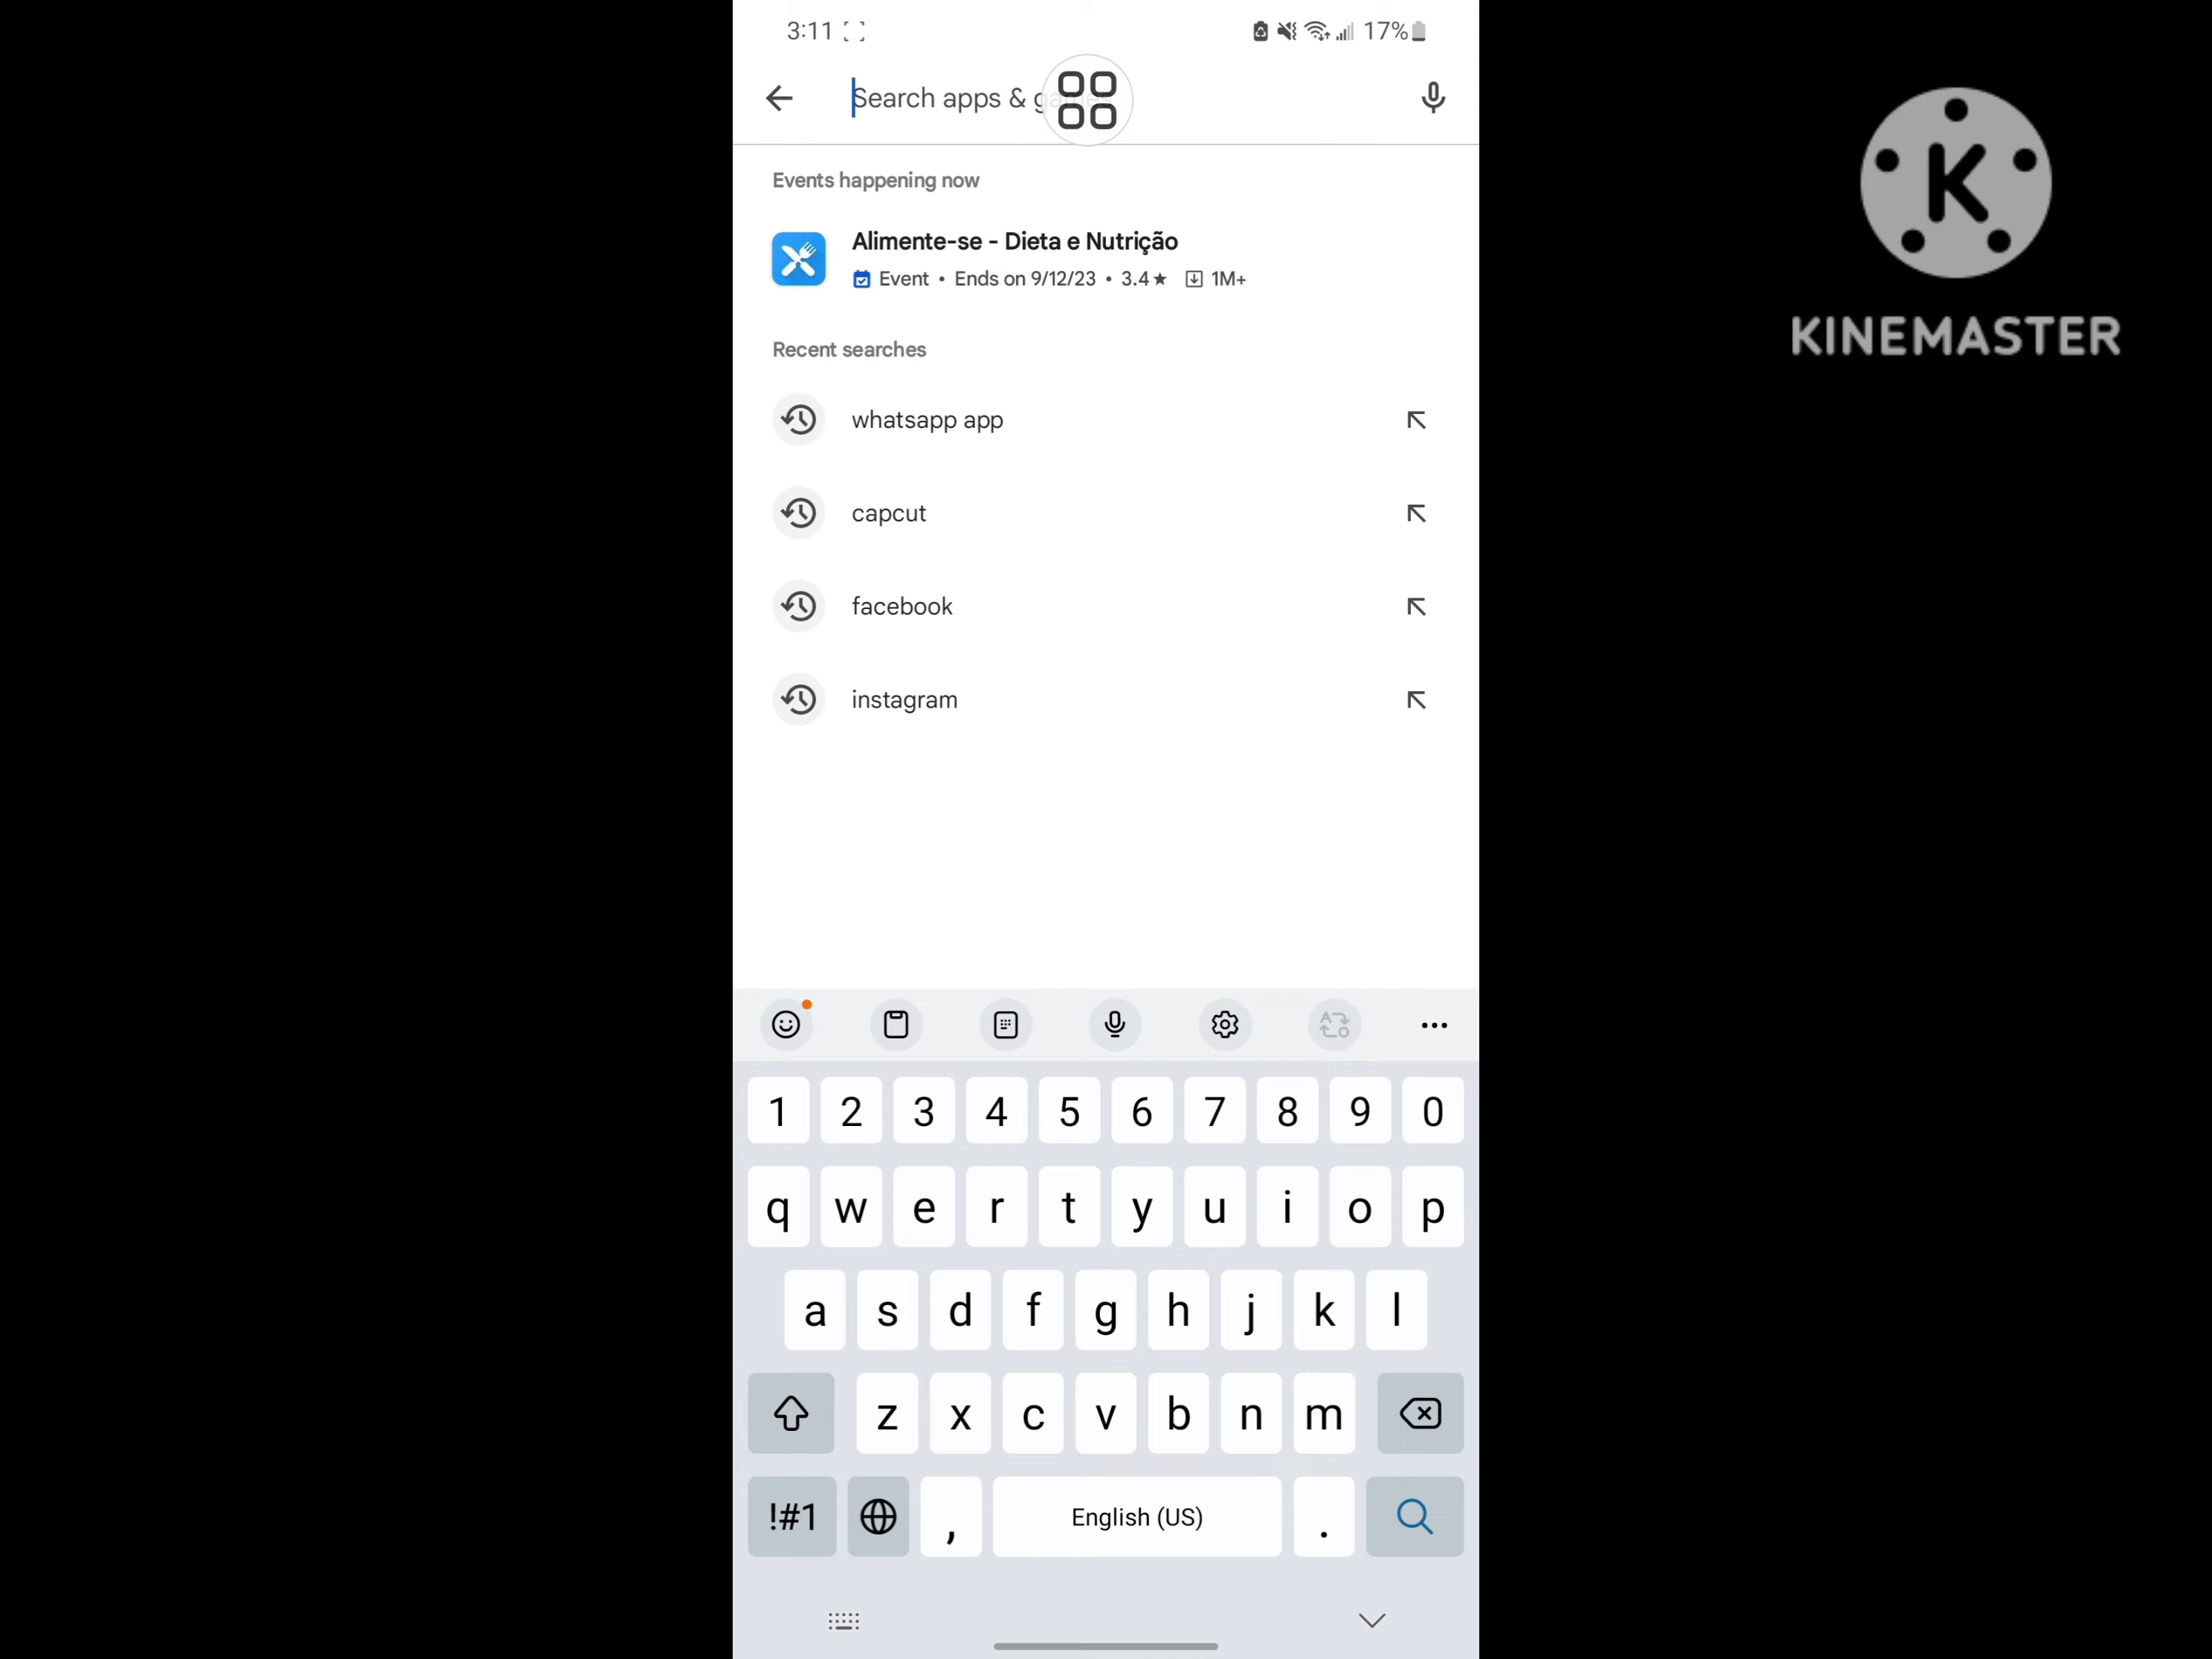 3:11 17%
Search apps & g
Events happening now
Alimente-se - Dieta e Nutrição
Event • Ends on 9/12/23 • 3.4★ 1M+
Recent searches
whatsapp app
capcut
facebook
instagram
1 2 3 4 5 6 7 8 9 0
q w e r t y u i o p
a s d f g h j k l
z x c v b n m
!#1 , English (US) .
K
KINEMASTER